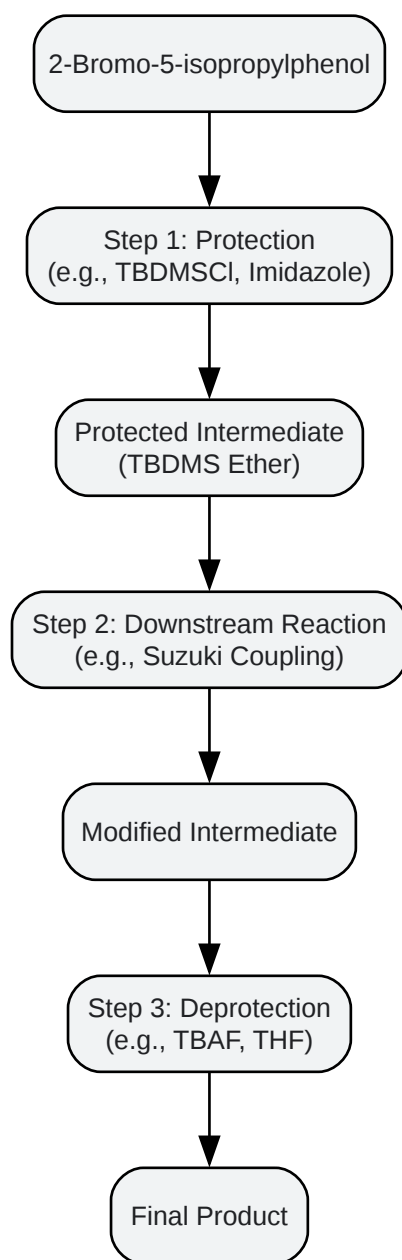 2-Bromo-5-isopropylphenol
Step 1: Protection
(e.g., TBDMSCl, Imidazole)
Protected Intermediate
(TBDMS Ether)
Step 2: Downstream Reaction
(e.g., Suzuki Coupling)
Modified Intermediate
Step 3: Deprotection
(e.g., TBAF, THF)
Final Product